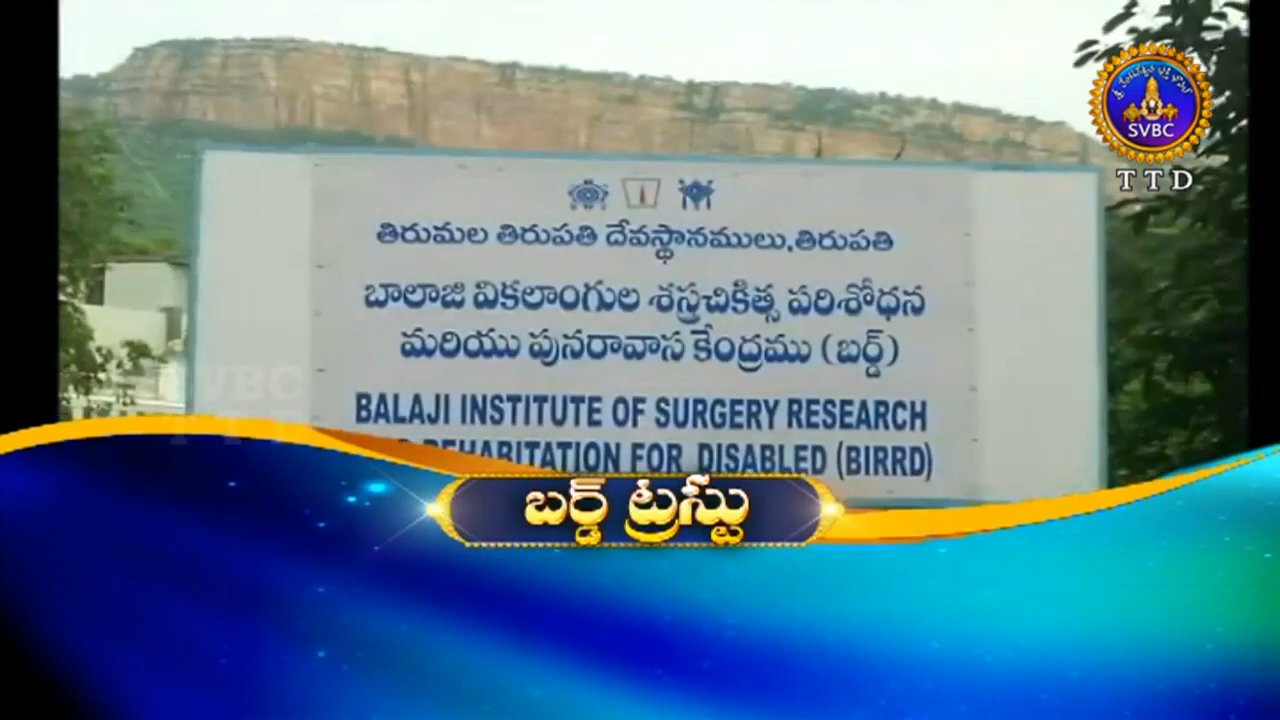 SVBC
TTD
తిరుమల తిరుపతి దేవస్థానములు,తిరుపతి
బాలాజి వికలాంగుల శస్త్రచికిత్స పరిశోధన
మరియు పునరావాస కేంద్రము (బర్డ్)
BALAJI INSTITUTE OF SURGERY RESEARCH
REHABITATION FOR DISABLED (BIRRD)
బర్డ్ ట్రస్టు
SVBC